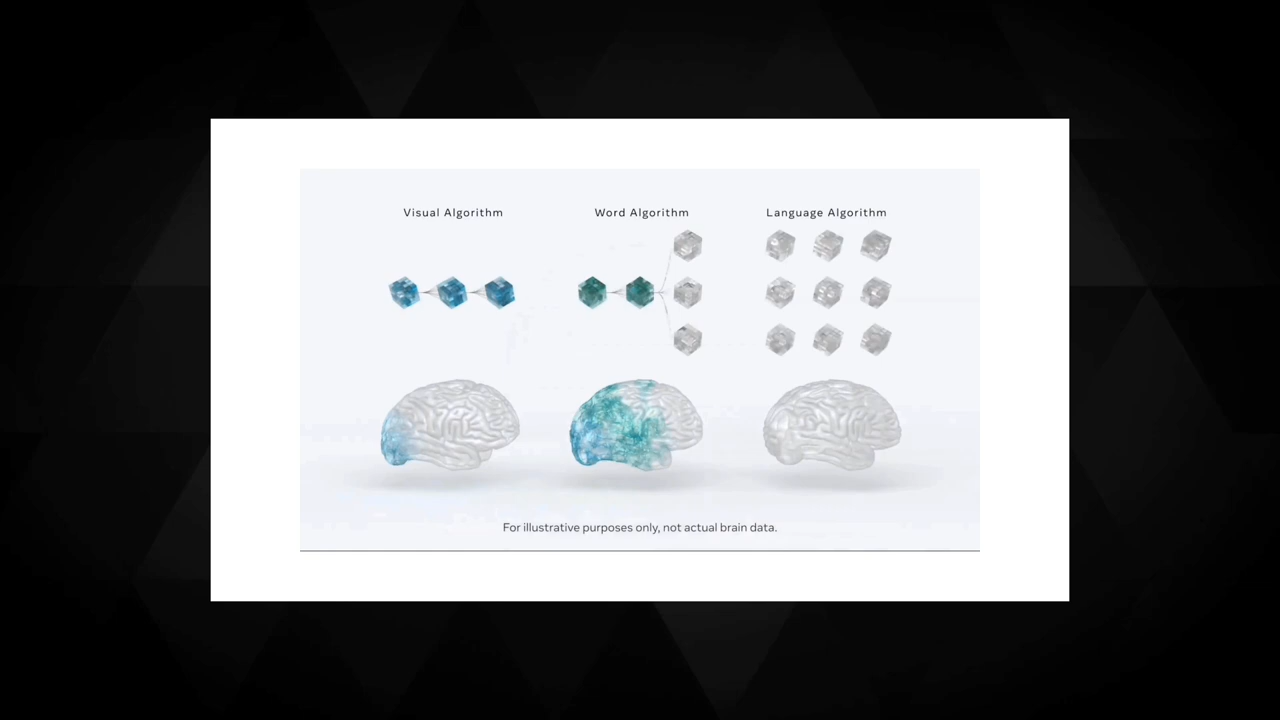 Visual Algorithm
Word Algorithm
Language Algorithm
For illustrative purposes only, not actual brain data.